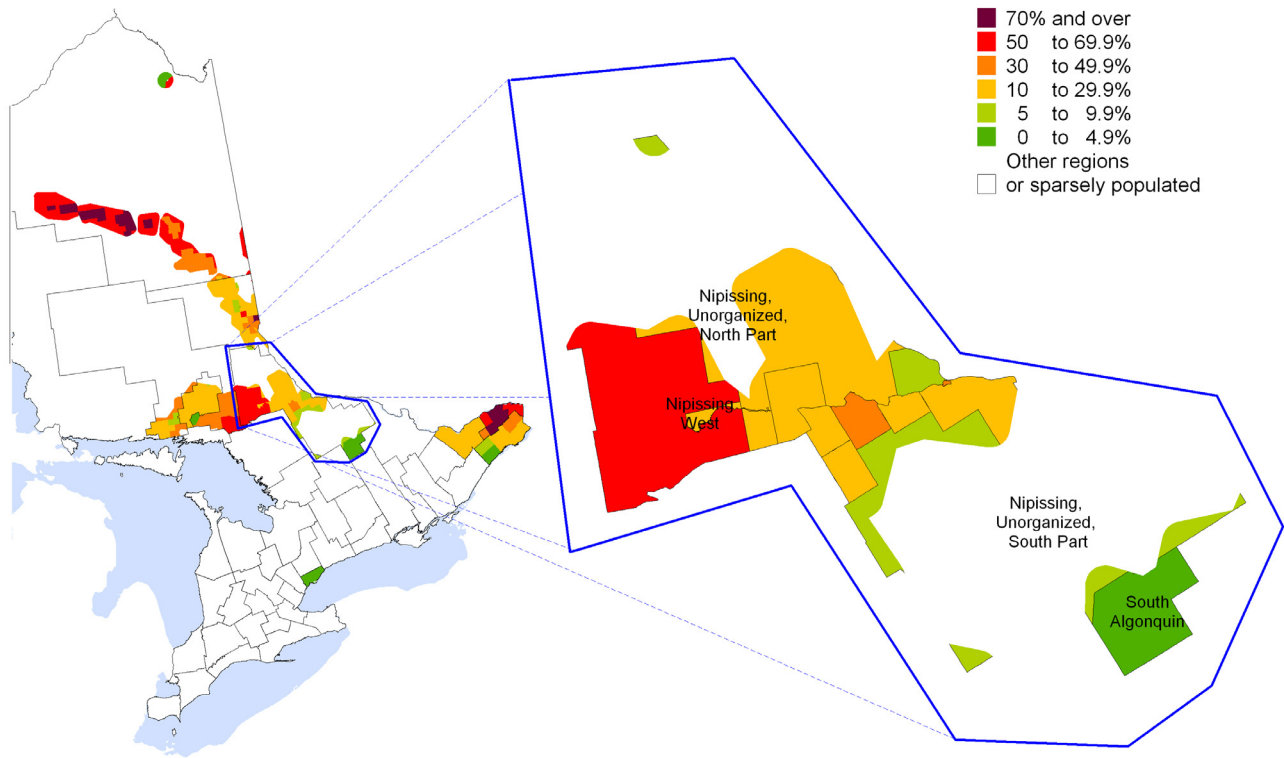 70% and over
50 to 69.9%
30 to 49.9%
10 to 29.9%
5 to 9.9%
0 to 4.9%
Other regions
or sparsely populated
Nipissing,
Unorganized,
North Part
Nipissing
West
Nipissing,
Unorganized,
South Part
South
Algonquin